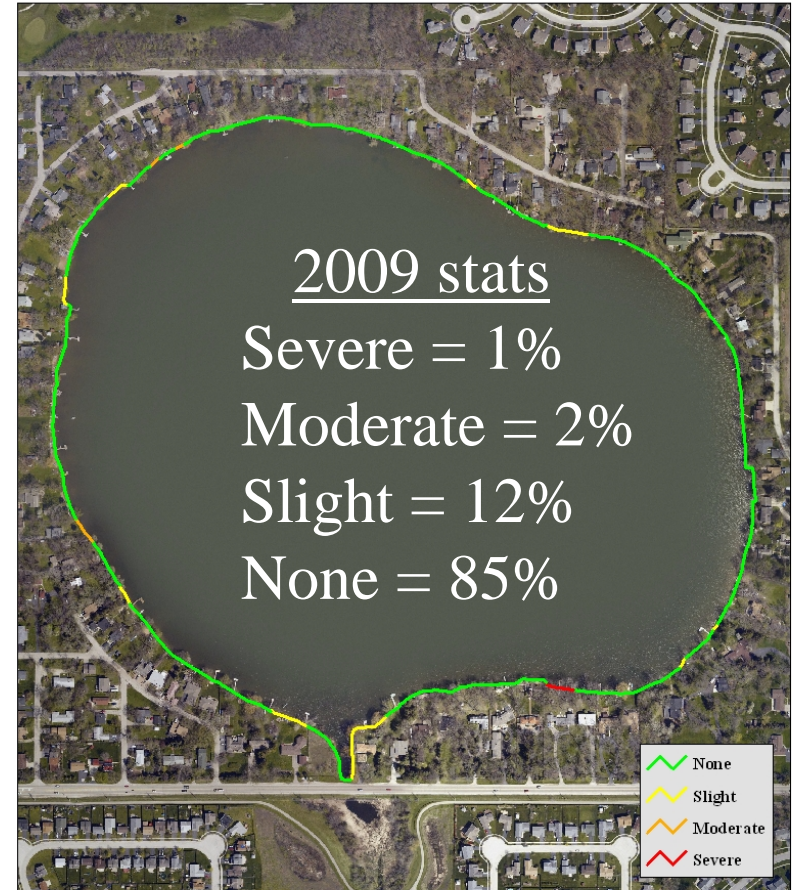 2009 stats
Severe = 1%
Moderate = 2%
Slight = 12%
None = 85%
None
Slight
Moderate
Severe